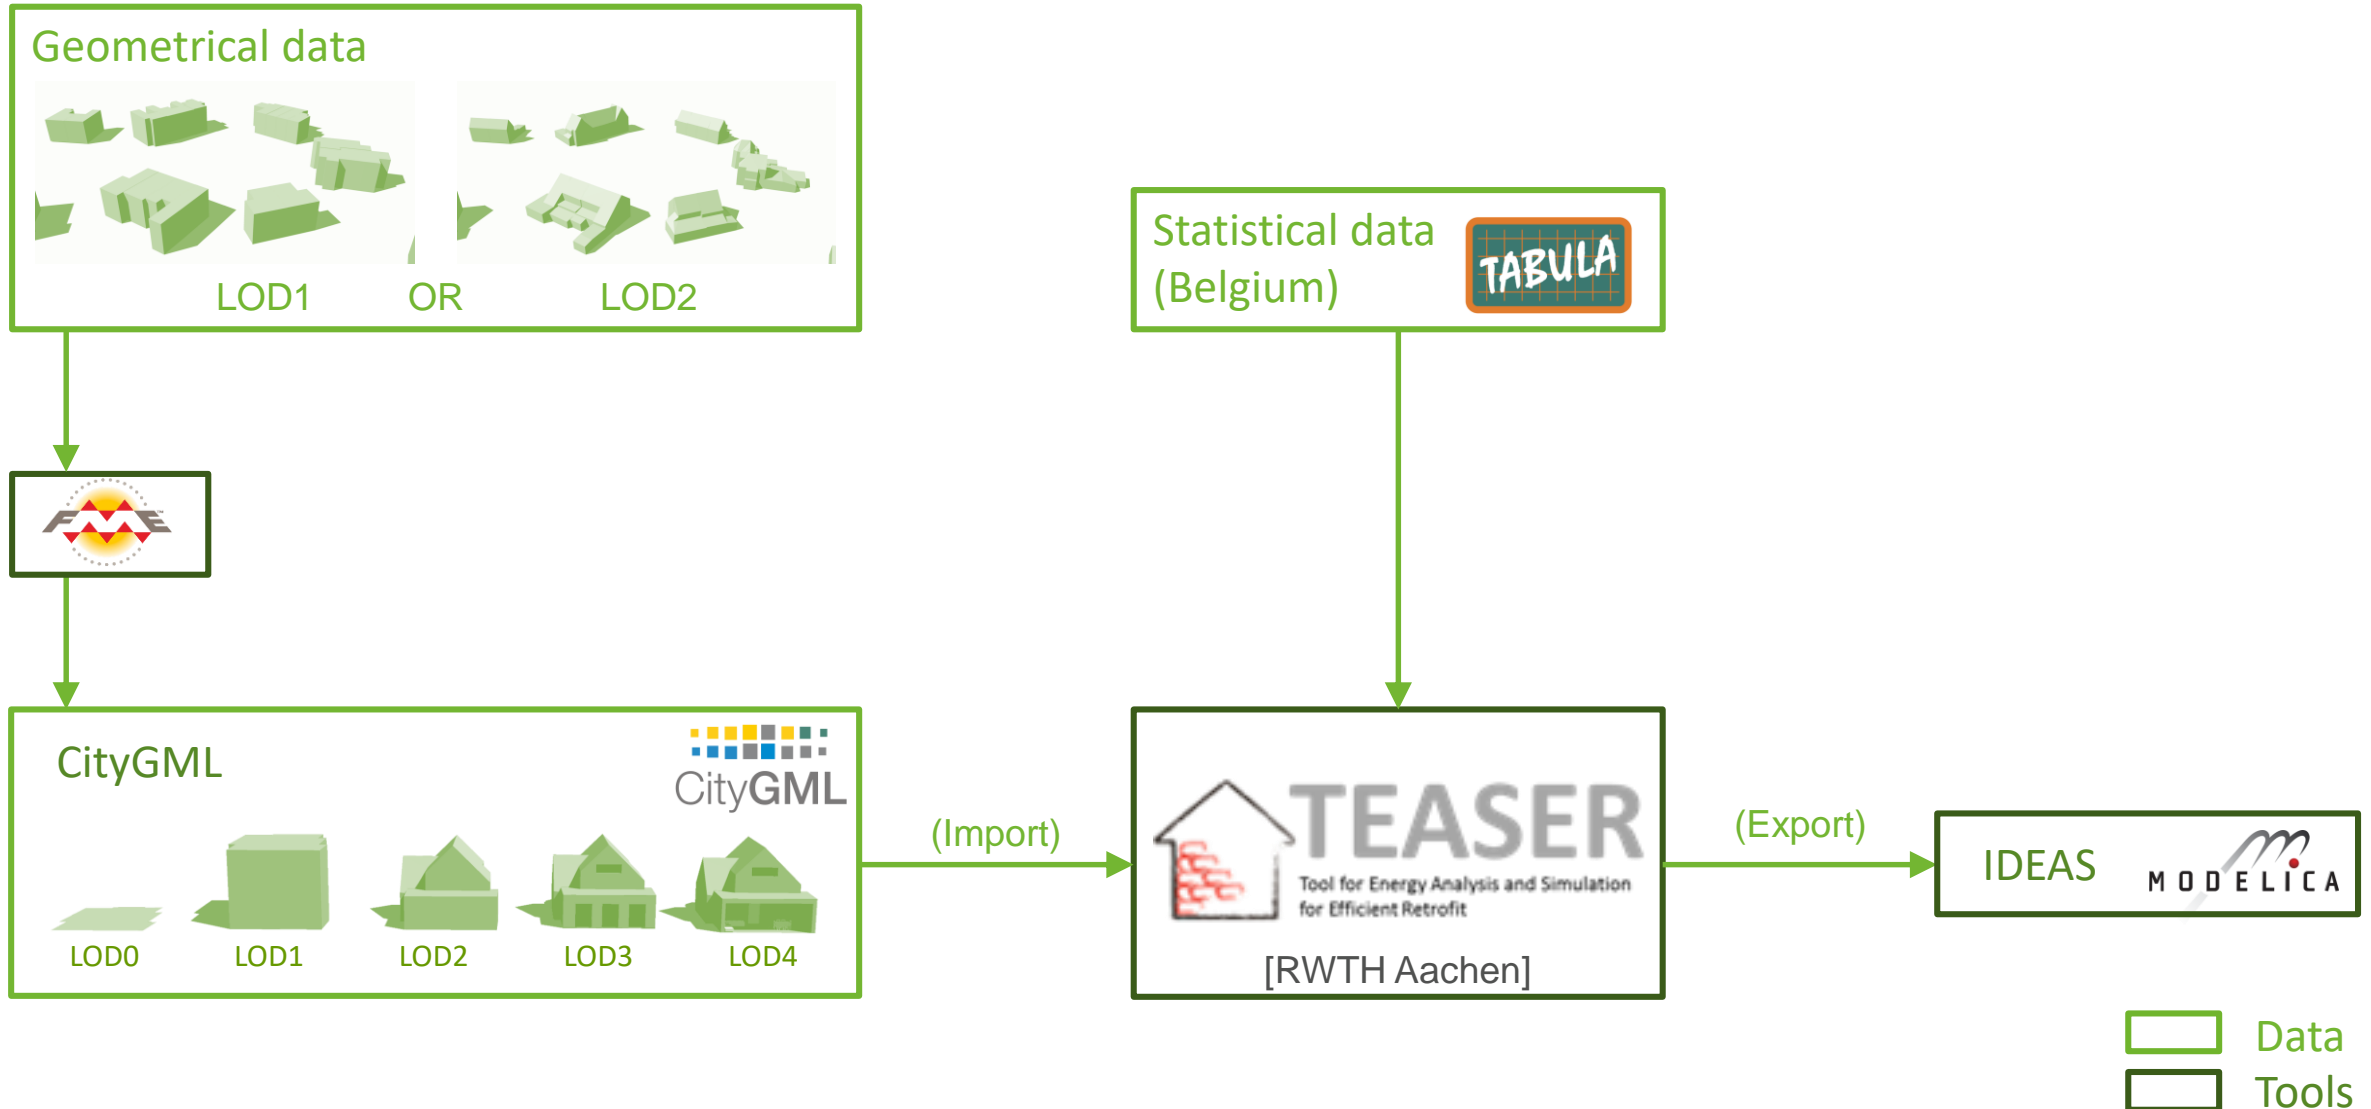 Geometrical data
LOD1 OR LOD2
Statistical data
(Belgium)
TABULA
FME
CityGML
CityGML
LOD0 LOD1 LOD2 LOD3 LOD4
(Import)
TEASER
Tool for Energy Analysis and Simulation
for Efficient Retrofit
[RWTH Aachen]
(Export)
IDEAS
MODELICA
Data
Tools